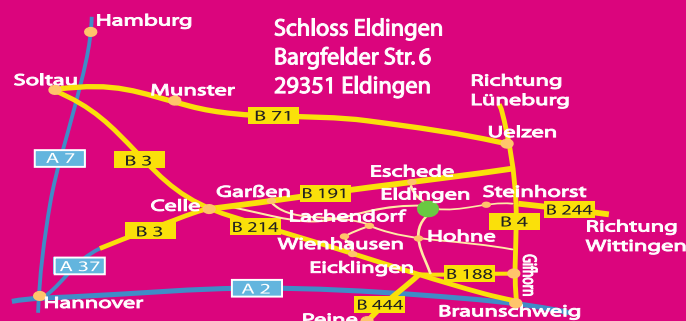 Hamburg
Schloss Eldingen
Bargfelder Str. 6
29351 Eldingen
Soltau
Munster
Richtung
Lüneburg
B 71
Uelzen
A 7
B 3
Eschede
Garßen
B 191
Eldingen
Steinhorst
Celle
Lachendorf
B 244
B 3
B 214
B 4
Richtung
Wittingen
Wienhausen
Hohne
A 37
Eicklingen
B 188
Gifhorn
A 2
Hannover
B 444
Braunschweig
Peine